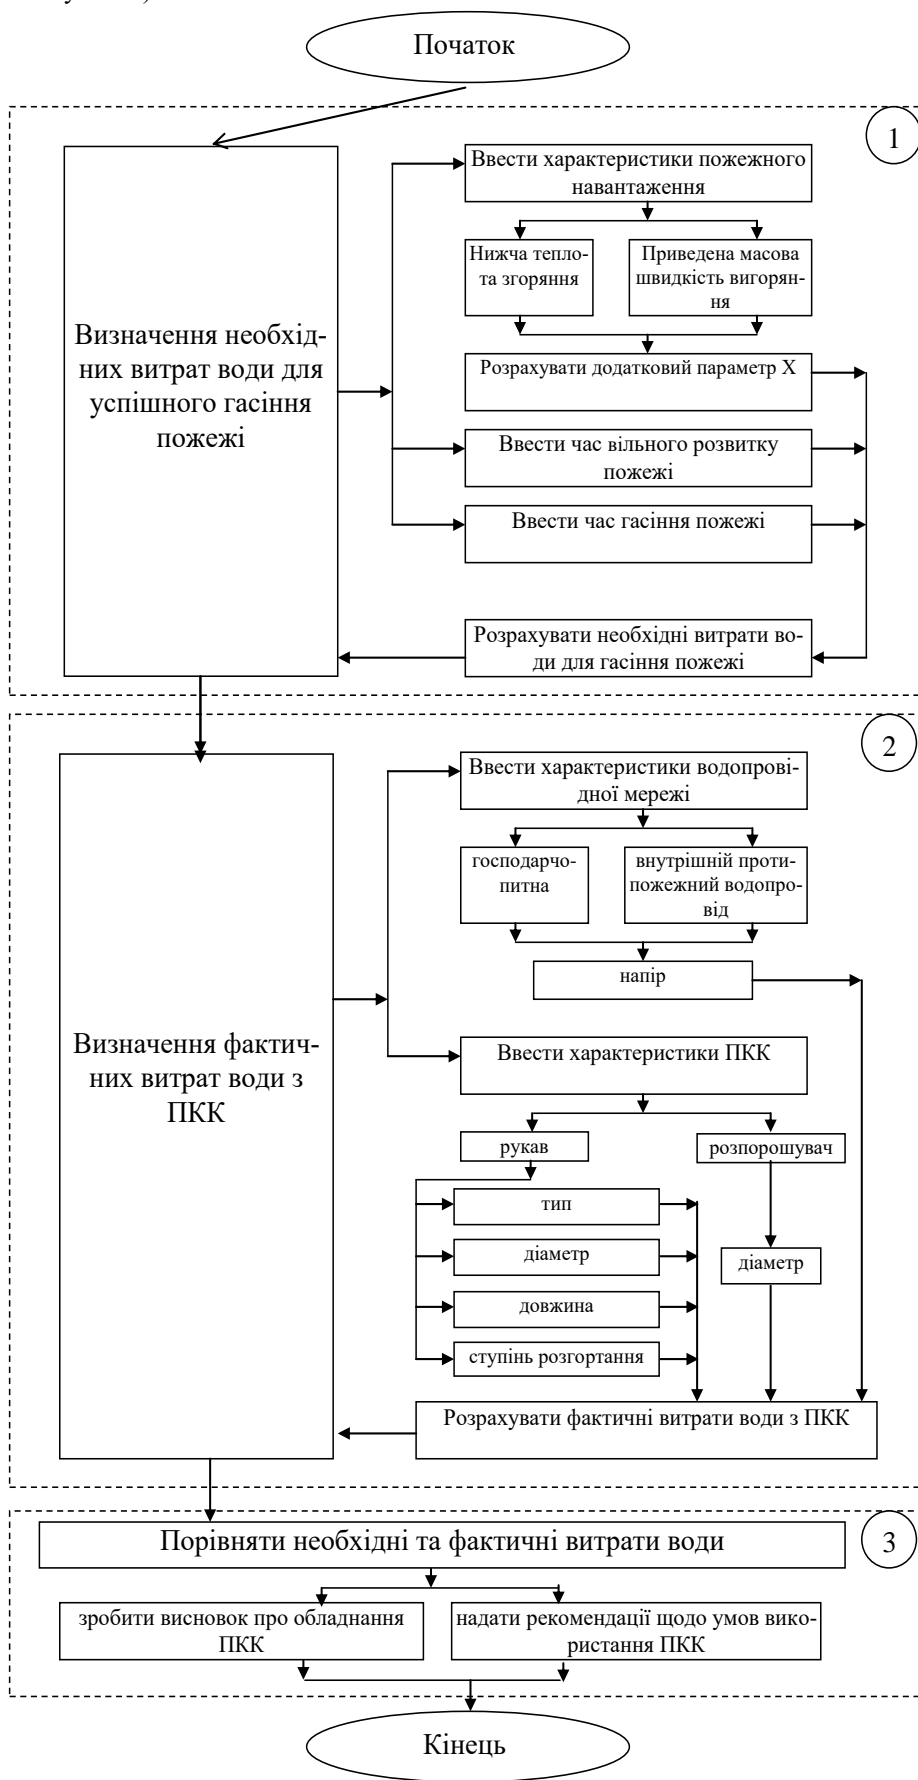 Початок
1
Ввести характеристики пожежного
навантаження
Нижча тепло-
та згоряння
Приведена масова
швидкість вигорян-
ня
Визначення необхід-
них витрат води для
успішного гасіння
пожежі
Розрахувати додатковий параметр X
Ввести час вільного розвитку
пожежі
Ввести час гасіння пожежі
Розрахувати необхідні витрати во-
ди для гасіння пожежі
2
Ввести характеристики водопрові-
дної мережі
господарчо-
питна
внутрішній проти-
пожежний водопро-
від
напір
Визначення фактич-
них витрат води з
ПКК
Ввести характеристики ПКК
рукав
розпорошувач
тип
діаметр
діаметр
довжина
ступінь розгортання
Розрахувати фактичні витрати води з ПКК
3
Порівняти необхідні та фактичні витрати води
зробити висновок про обладнання
ПКК
надати рекомендації щодо умов вико-
ристання ПКК
Кінець